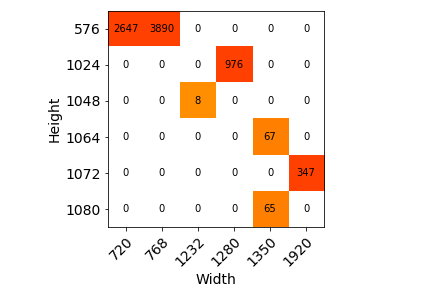 576 2647 3890 0 0 0 0
1024 0 0 0 976 0 0
1048 0 0 8 0 0 0
1064 0 0 0 0 67 0
1072 0 0 0 0 0 347
1080 0 0 0 0 65 0
Height
720 768 1232 1280 1350 1920
Width